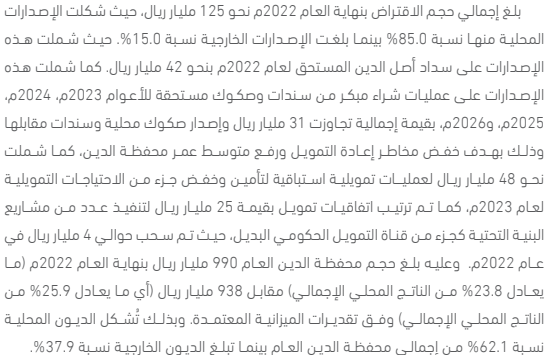 بلغ إجمالي حجم الاقتراض بنهاية العام 2022م نحو 125 مليار ريال، حيث شكلت الإصدارات
المحلية منها نسبة 85.0% بينما بلغت الإصدارات الخارجية نسبة 15.0%. حيث شملت هذه
الإصدارات على سداد أصل الدين المستحق لعام 2022م بنحو 42 مليار ريال. كما شملت هذه
الإصدارات على عمليات شراء مبكر من سندات وصكوك مستحقة للأعوام 2023م، 2024م،
2025م، و2026م، بقيمة إجمالية تجاوزت 31 مليار ريال وإصدار صكوك محلية وسندات مقابلها
وذلك بهدف خفض مخاطر إعادة التمويل ورفع متوسط عمر محفظة الدين، كما شملت
نحو 48 مليار ريال لعمليات تمويلية استباقية لتأمين وخفض جزء من الاحتياجات التمويلية
لعام 2023م، كما تم ترتيب اتفاقيات تمويل بقيمة 25 مليار ريال لتنفيذ عدد من مشاريع
البنية التحتية كجزء من قناة التمويل الحكومي البديل، حيث تم سحب حوالي 4 مليار ريال في
عام 2022م. وعليه بلغ حجم محفظة الدين العام 990 مليار ريال بنهاية العام 2022م (ما
يعادل 23.8% من الناتج المحلي الإجمالي) مقابل 938 مليار ريال (أي ما يعادل 25.9% من
الناتج المحلي الإجمالي) وفق تقديرات الميزانية المعتمدة. وبذلك تُشكل الديون المحلية
نسبة 62.1% من إجمالي محفظة الدين العام بينما تبلغ الديون الخارجية نسبة 37.9%.